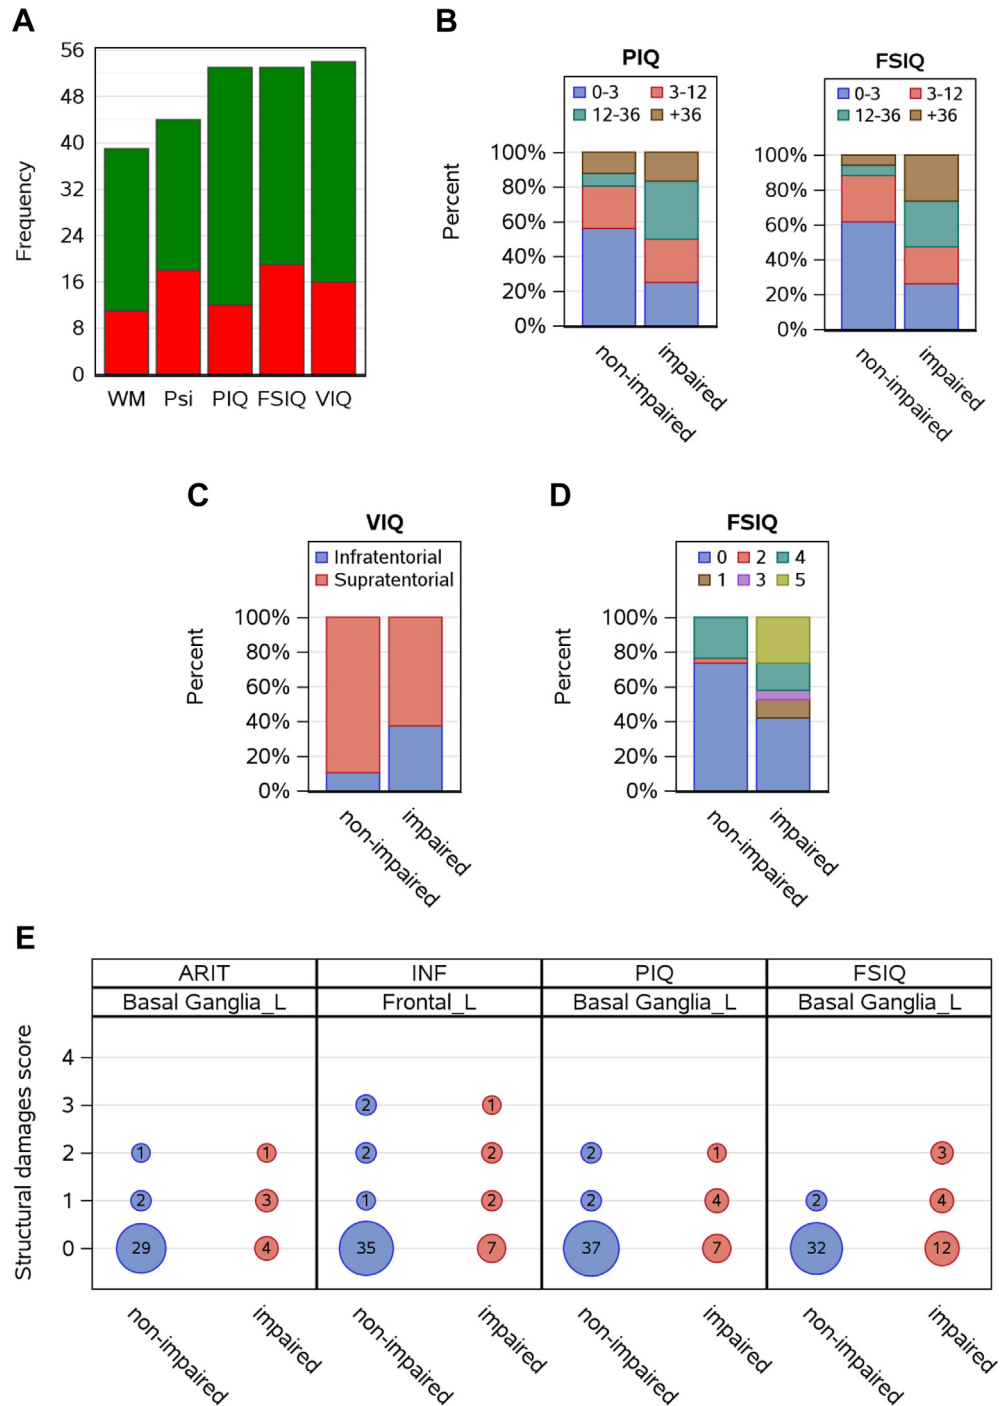 A
56
48
40
32
24
16
8
0
Frequency
WM Psi PIQ FSIQ VIQ
B
PIQ
0-3 3-12
12-36 +36
100%
80%
60%
40%
20%
0%
Percent
non-impaired
impaired
FSIQ
0-3 3-12
12-36 +36
100%
80%
60%
40%
20%
0%
non-impaired
impaired
C
VIQ
Infratentorial
Supratentorial
100%
80%
60%
40%
20%
0%
Percent
non-impaired
impaired
D
FSIQ
0 2 4
1 3 5
100%
80%
60%
40%
20%
0%
Percent
non-impaired
impaired
E
ARIT INF PIQ FSIQ
Basal Ganglia_L Frontal_L Basal Ganglia_L Basal Ganglia_L
Structural damages score
4
3 2 1
2 1 1 2 2 2 1 3
1 2 3 1 2 2 4 2 4
0 29 4 35 7 37 7 32 12
non-impaired impaired non-impaired impaired non-impaired impaired non-impaired impaired